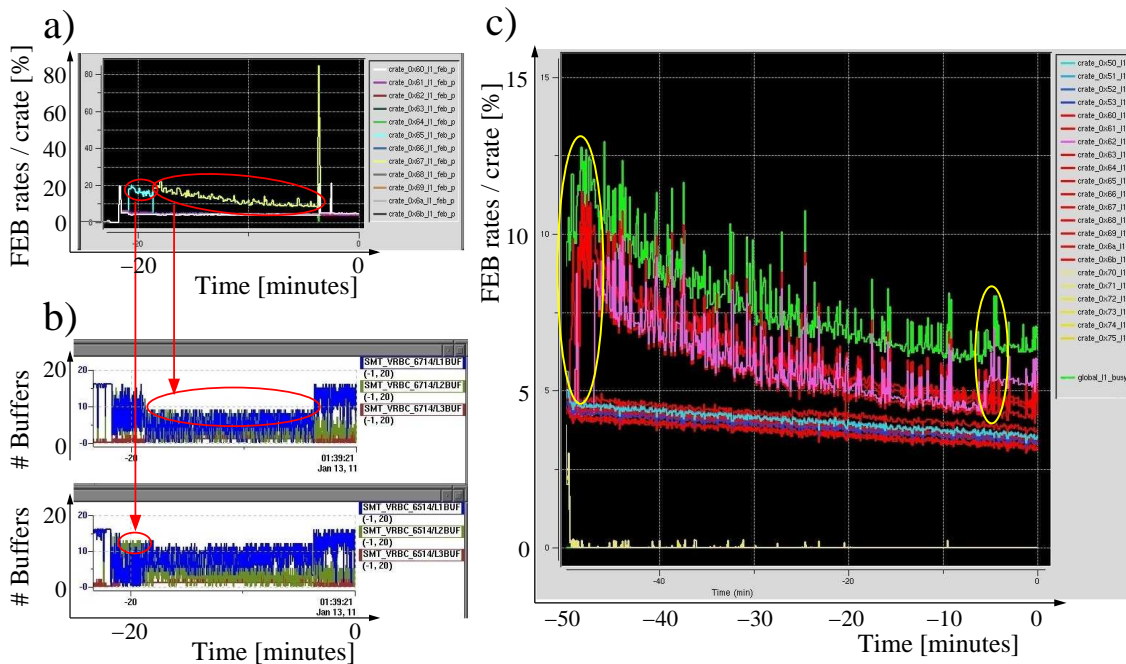 a)
FEB rates / crate [%]
80
60
40
20
0
80
60
40
20
0
crate_0x60_l1_feb_p
crate_0x61_l1_feb_p
crate_0x62_l1_feb_p
crate_0x63_l1_feb_p
crate_0x64_l1_feb_p
crate_0x65_l1_feb_p
crate_0x66_l1_feb_p
crate_0x67_l1_feb_p
crate_0x68_l1_feb_p
crate_0x69_l1_feb_p
crate_0x6a_l1_feb_p
crate_0x6b_l1_feb_p
-20
0
−20
0
Time [minutes]
b)
# Buffers
20
0
20
10
-0
SMT_VRBC_6714/L1BUF
(-1, 20)
SMT_VRBC_6714/L2BUF
(-1, 20)
SMT_VRBC_6714/L3BUF
(-1, 20)
-20
01:39:21
Jan 13, 11
# Buffers
20
0
20
10
-0
SMT_VRBC_6514/L1BUF
(-1, 20)
SMT_VRBC_6514/L2BUF
(-1, 20)
SMT_VRBC_6514/L3BUF
(-1, 20)
-20
01:39:21
Jan 13, 11
−20
0
Time [minutes]
c)
FEB rates / crate [%]
15
10
5
0
15
10
5
0
crate_0x50_l1
crate_0x51_l1
crate_0x52_l1
crate_0x53_l1
crate_0x60_l1
crate_0x61_l1
crate_0x62_l1
crate_0x63_l1
crate_0x64_l1
crate_0x65_l1
crate_0x66_l1
crate_0x67_l1
crate_0x68_l1
crate_0x69_l1
crate_0x6a_l1
crate_0x6b_l1
crate_0x70_l1
crate_0x71_l1
crate_0x72_l1
crate_0x73_l1
crate_0x74_l1
crate_0x75_l1
global_l1_busy
-40
-30
-20
-10
0
Time (min)
−50
−40
−30
−20
−10
0
Time [minutes]